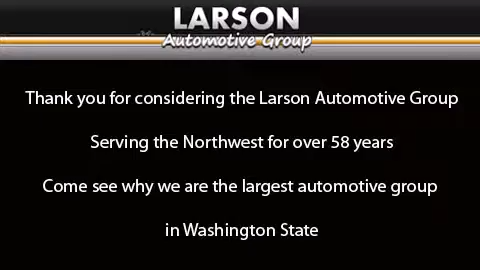 LARSON
Automotive Group
Thank you for considering the Larson Automotive Group
Serving the Northwest for over 58 years
Come see why we are the largest automotive group
in Washington State